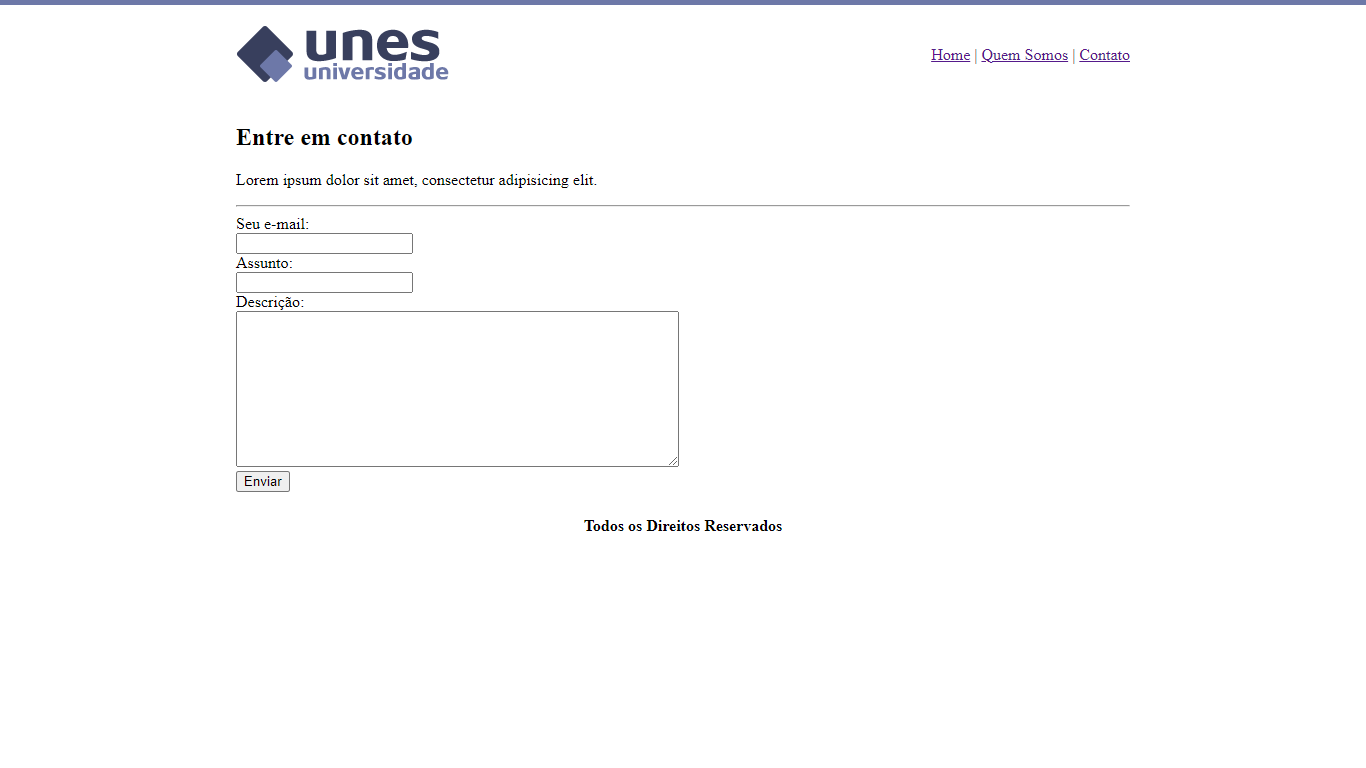 unes
universidade
Home | Quem Somos | Contato
Entre em contato
Lorem ipsum dolor sit amet, consectetur adipisicing elit.
Seu e-mail:
Assunto:
Descrição:
Enviar
Todos os Direitos Reservados